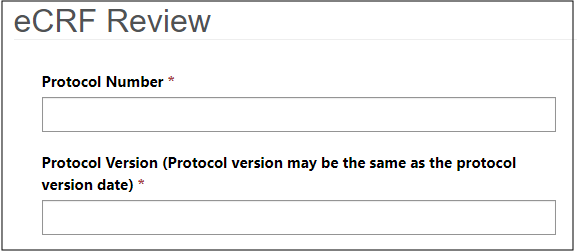 eCRF Review
Protocol Number *
Protocol Version (Protocol version may be the same as the protocol
version date) *